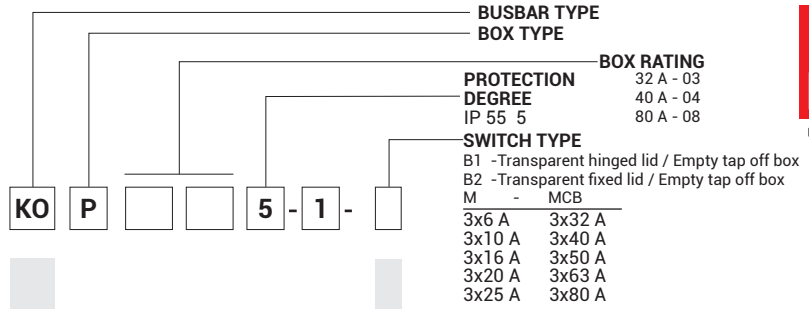 BUSBAR TYPE
BOX TYPE
BOX RATING
32 A - 03
40 A - 04
80 A - 08
PROTECTION
DEGREE
IP 55 5
SWITCH TYPE
B1 -Transparent hinged lid / Empty tap off box
B2 -Transparent fixed lid / Empty tap off box
M - MCB
3x6 A 3x32 A
3x10 A 3x40 A
3x16 A 3x50 A
3x20 A 3x63 A
3x25 A 3x80 A
KO P 5 - 1 -